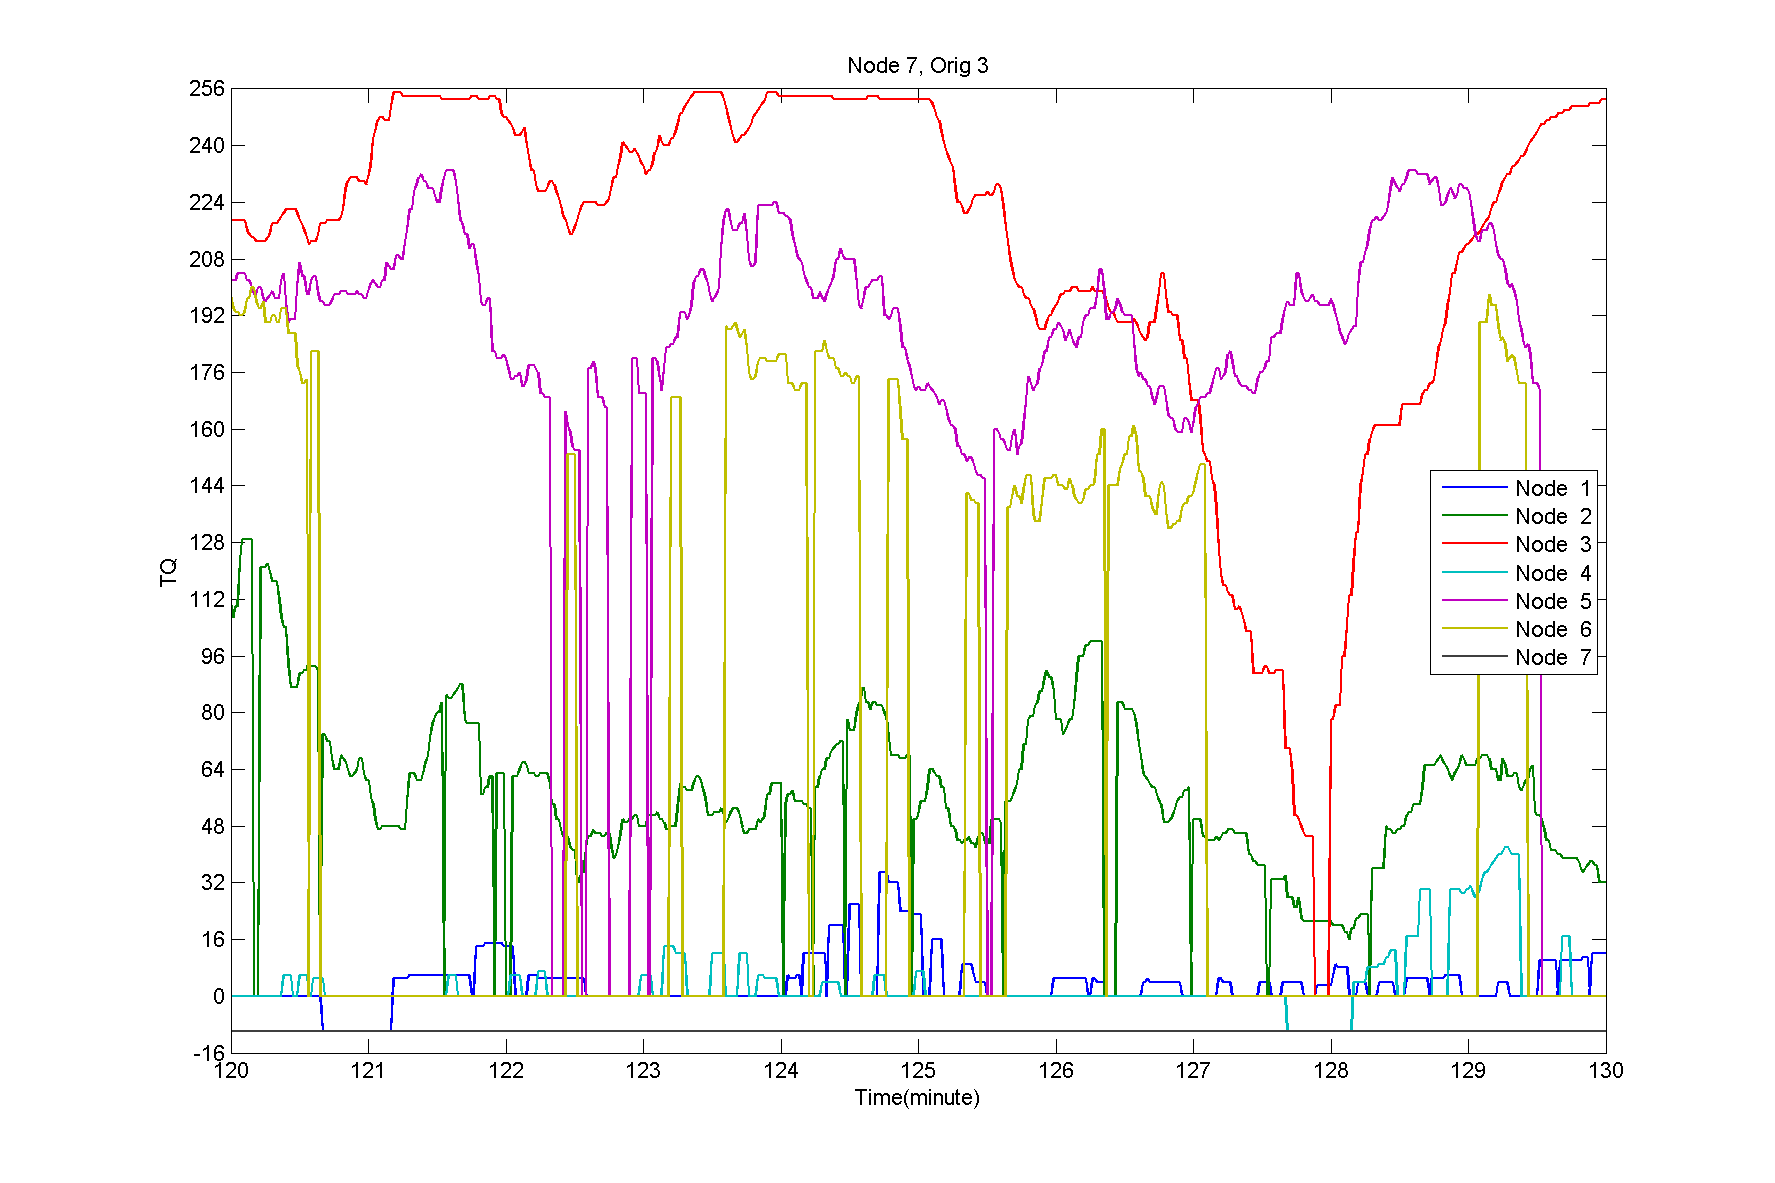 Node 7, Orig 3
256
240
224
208
192
176
160
144
128
112
96
80
64
48
32
16
0
-16
TQ
Node 1
Node 2
Node 3
Node 4
Node 5
Node 6
Node 7
120 121 122 123 124 125 126 127 128 129 130
Time(minute)